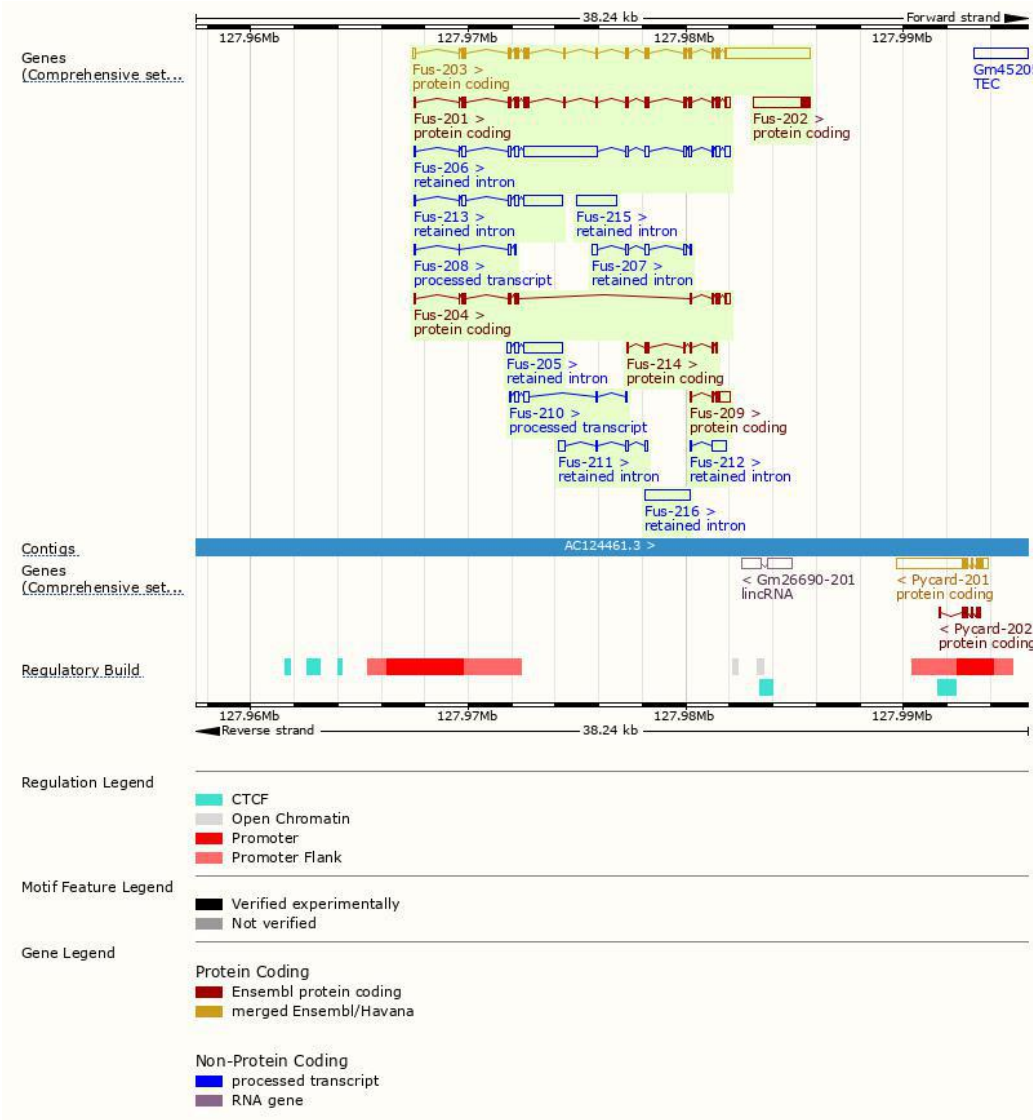 38.24 kb Forward strand
127.96Mb 127.97Mb 127.98Mb 127.99Mb
Genes
(Comprehensive set...
Fus-203 >
protein coding
Gm4520
TEC
Fus-201 >
protein coding
Fus-202 >
protein coding
Fus-206 >
retained intron
Fus-213 >
retained intron
Fus-215 >
retained intron
Fus-208 >
processed transcript
Fus-207 >
retained intron
Fus-204 >
protein coding
Fus-205 >
retained intron
Fus-214 >
protein coding
Fus-210 >
processed transcript
Fus-209 >
protein coding
Fus-211 >
retained intron
Fus-212 >
retained intron
Fus-216 >
retained intron
Contigs
AC124461.3 >
Genes
(Comprehensive set...
< Gm26690-201
lincRNA
< Pycard-201
protein coding
< Pycard-202
protein coding
Regulatory Build
127.96Mb 127.97Mb 127.98Mb 127.99Mb
Reverse strand 38.24 kb
Regulation Legend
CTCF
Open Chromatin
Promoter
Promoter Flank
Motif Feature Legend
Verified experimentally
Not verified
Gene Legend
Protein Coding
Ensembl protein coding
merged Ensembl/Havana
Non-Protein Coding
processed transcript
RNA gene